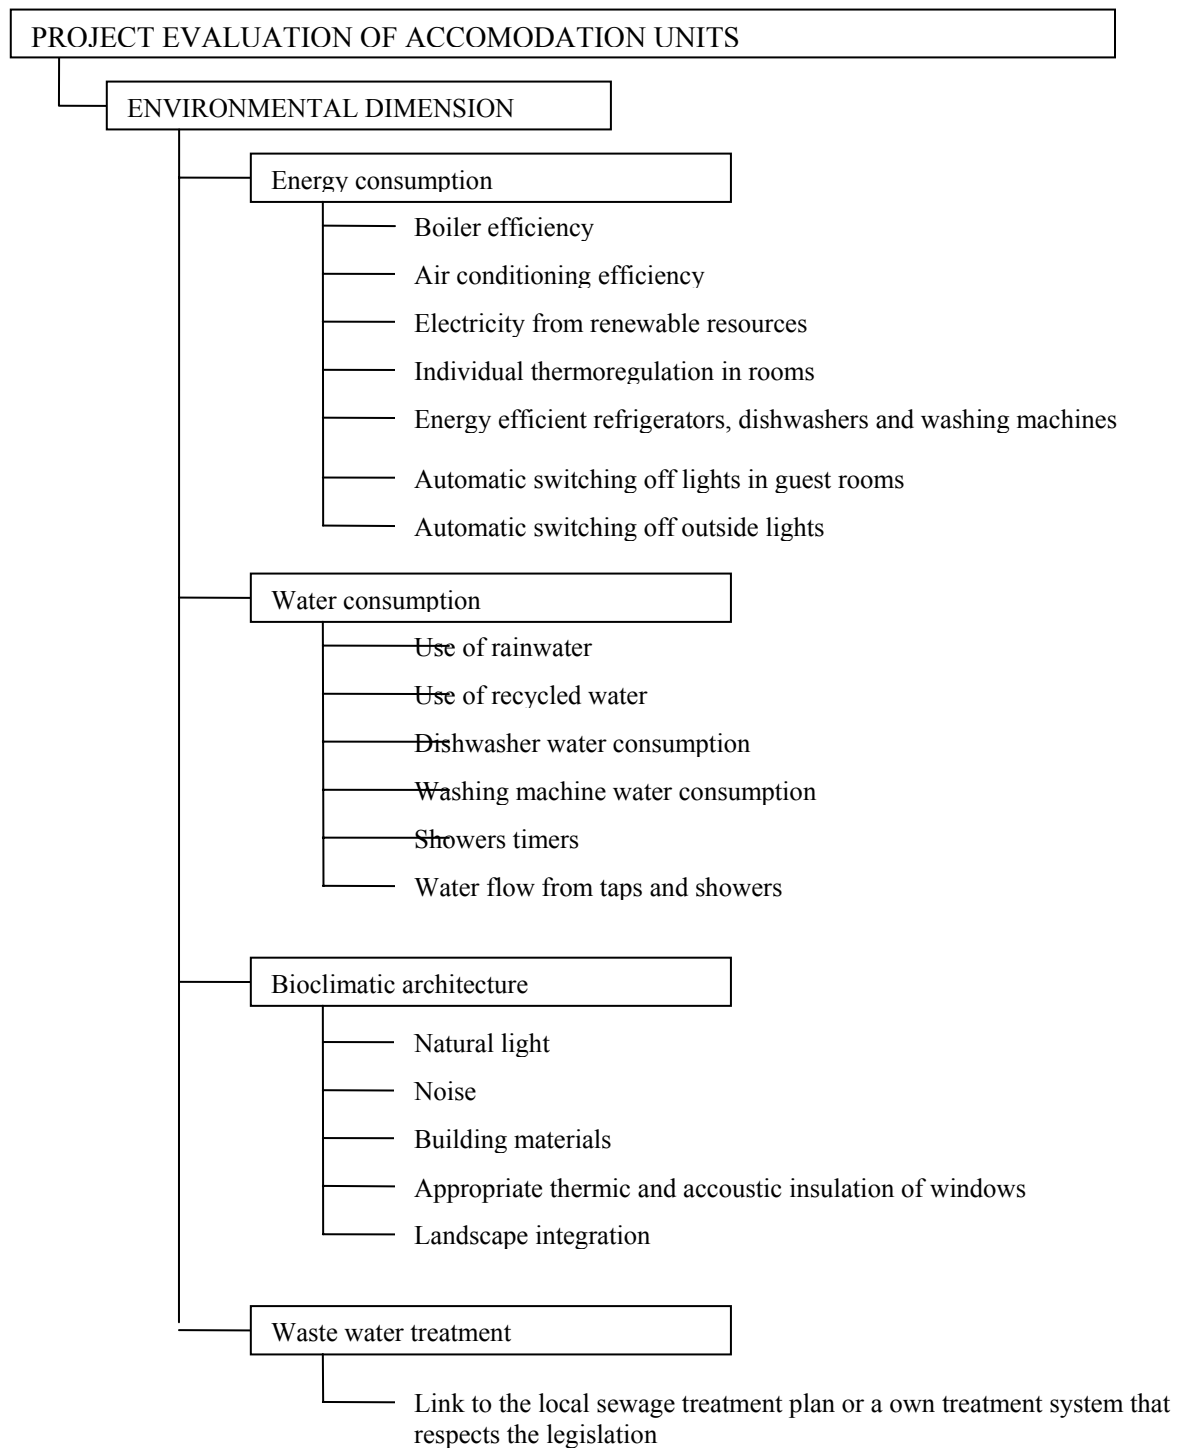 PROJECT EVALUATION OF ACCOMODATION UNITS
ENVIRONMENTAL DIMENSION
Energy consumption
Boiler efficiency
Air conditioning efficiency
Electricity from renewable resources
Individual thermoregulation in rooms
Energy efficient refrigerators, dishwashers and washing machines
Automatic switching off lights in guest rooms
Automatic switching off outside lights
Water consumption
Use of rainwater
Use of recycled water
Dishwasher water consumption
Washing machine water consumption
Showers timers
Water flow from taps and showers
Bioclimatic architecture
Natural light
Noise
Building materials
Appropriate thermic and accoustic insulation of windows
Landscape integration
Waste water treatment
Link to the local sewage treatment plan or a own treatment system that
respects the legislation